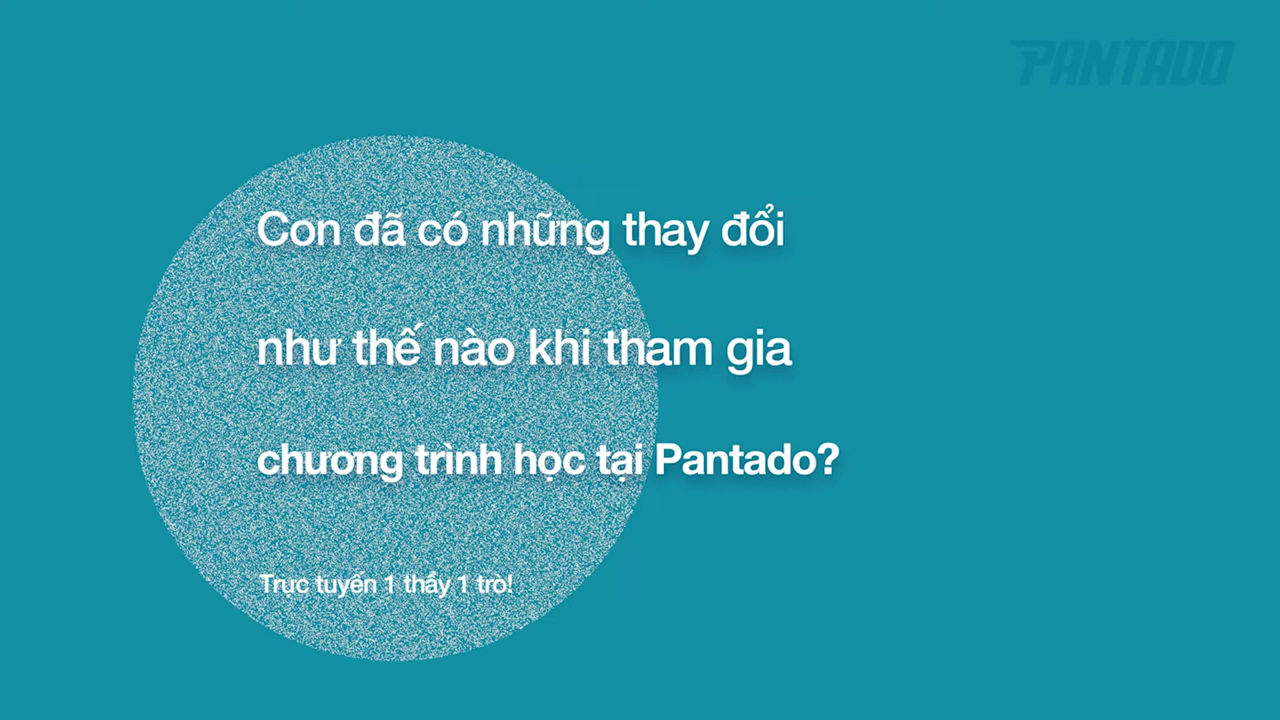 PANTADO
Con đã có những thay đổi
như thế nào khi tham gia
chương trình học tại Pantado?
Trực tuyến 1 thầy 1 trò!